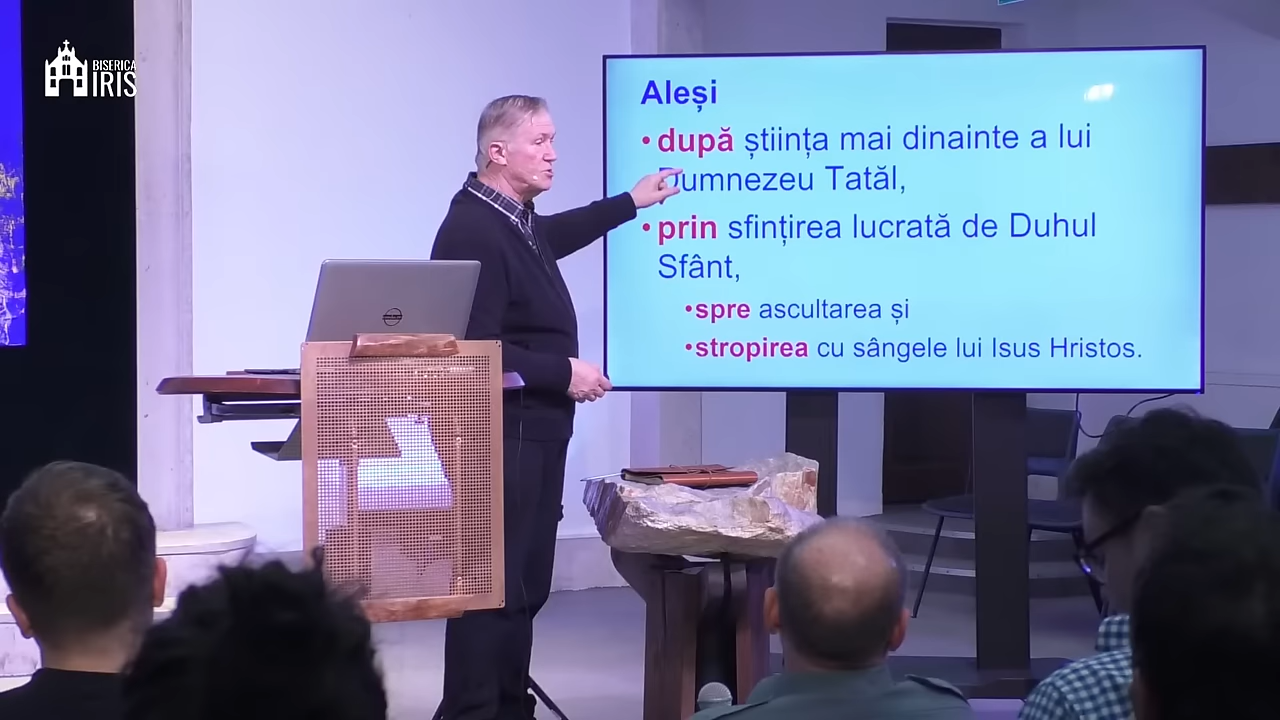 BISERICA
IRIS
Aleși
•după știința mai dinainte a lui
Dumnezeu Tatăl,
•prin sfințirea lucrată de Duhul
Sfânt,
•spre ascultarea și
•stropirea cu sângele lui Isus Hristos.